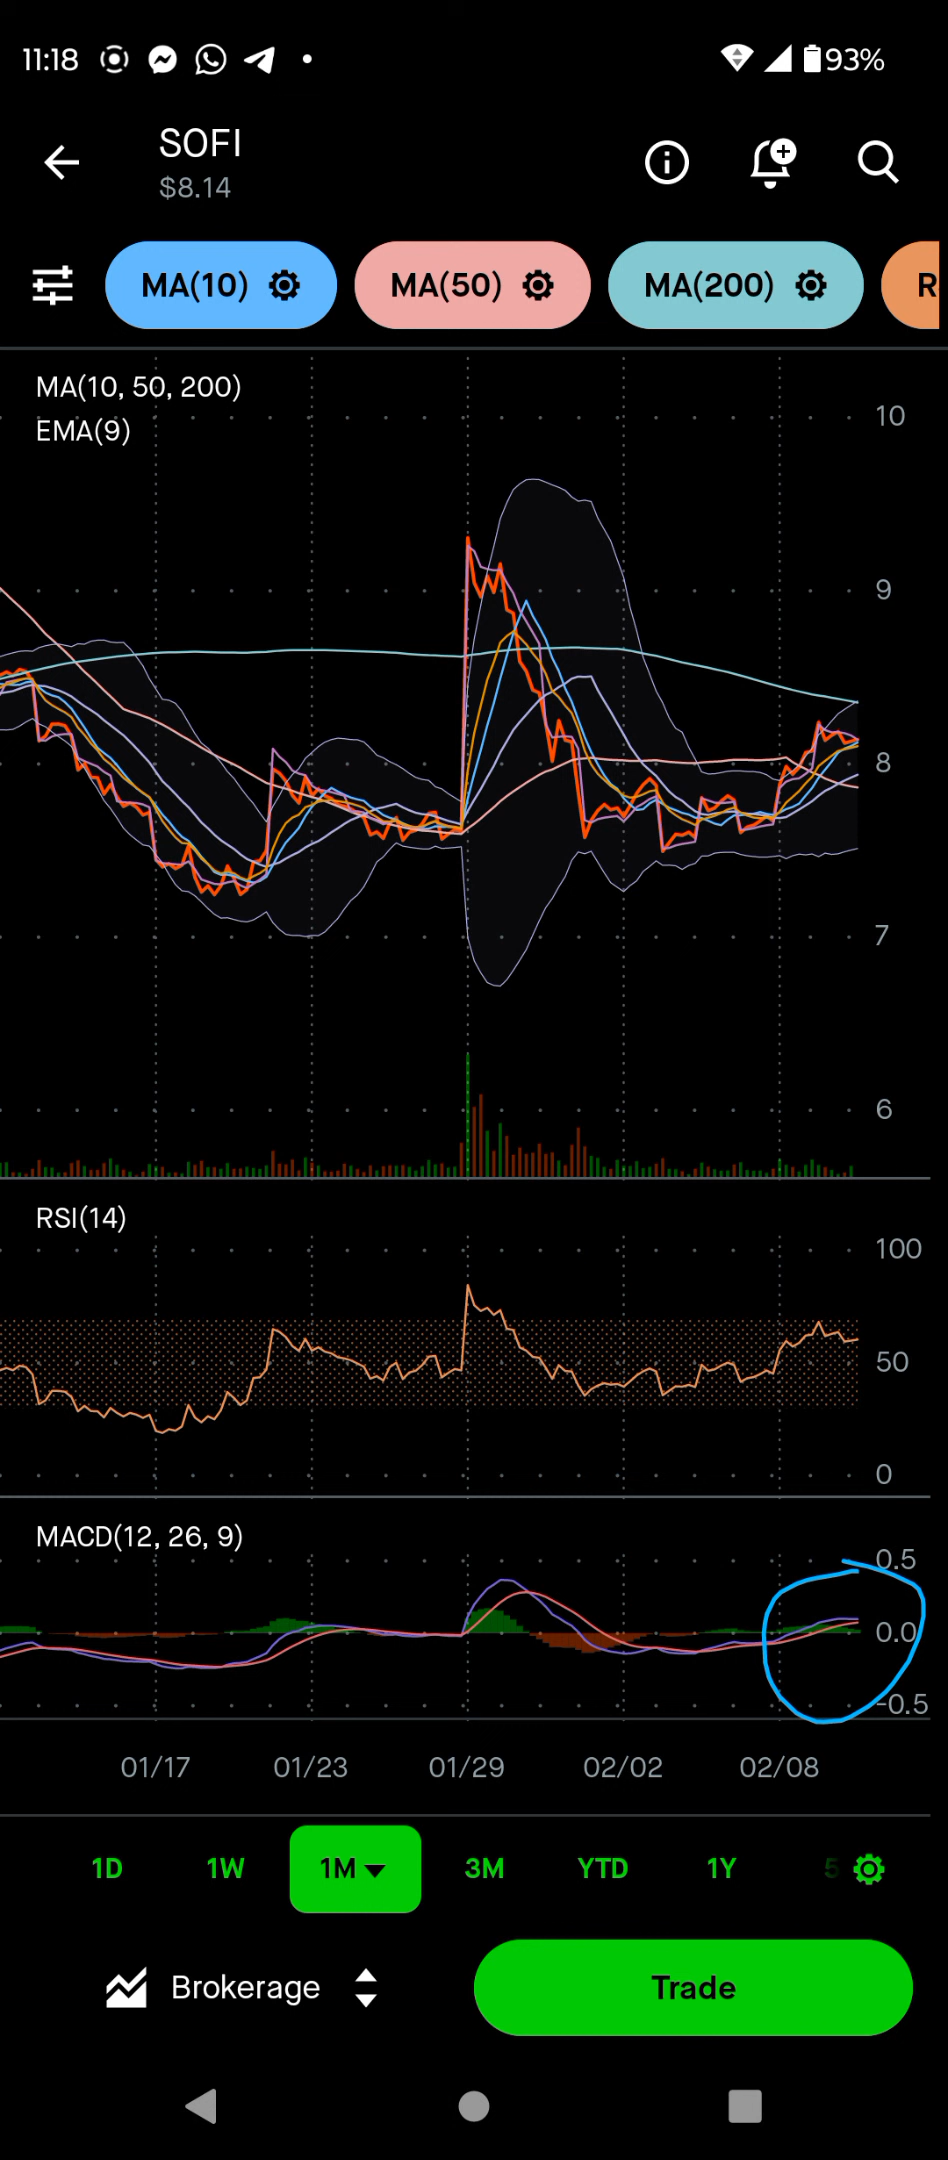 11:18 93%
SOFI
$8.14
MA(10) MA(50) MA(200) R
MA(10, 50, 200)
EMA(9)
10
9
8
7
6
RSI(14)
100
50
0
MACD(12, 26, 9)
0.5
0.0
-0.5
01/17 01/23 01/29 02/02 02/08
1D 1W 1M 3M YTD 1Y 5
Brokerage Trade